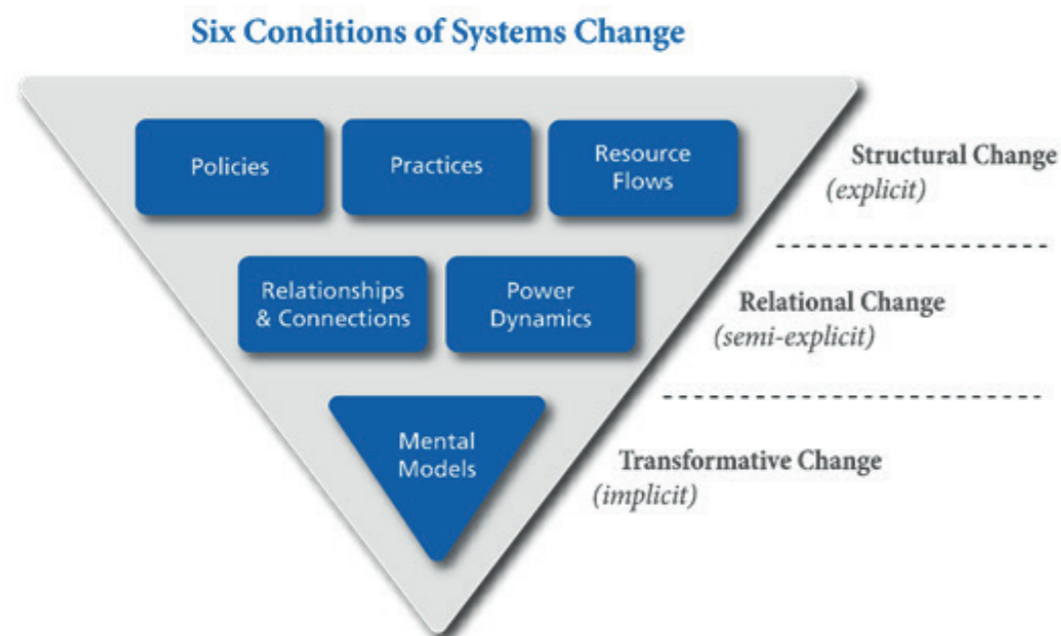 Six Conditions of Systems Change
Policies
Practices
Resource
Flows
Structural Change
(explicit)
Relationships
& Connections
Power
Dynamics
Relational Change
(semi-explicit)
Mental
Models
Transformative Change
(implicit)